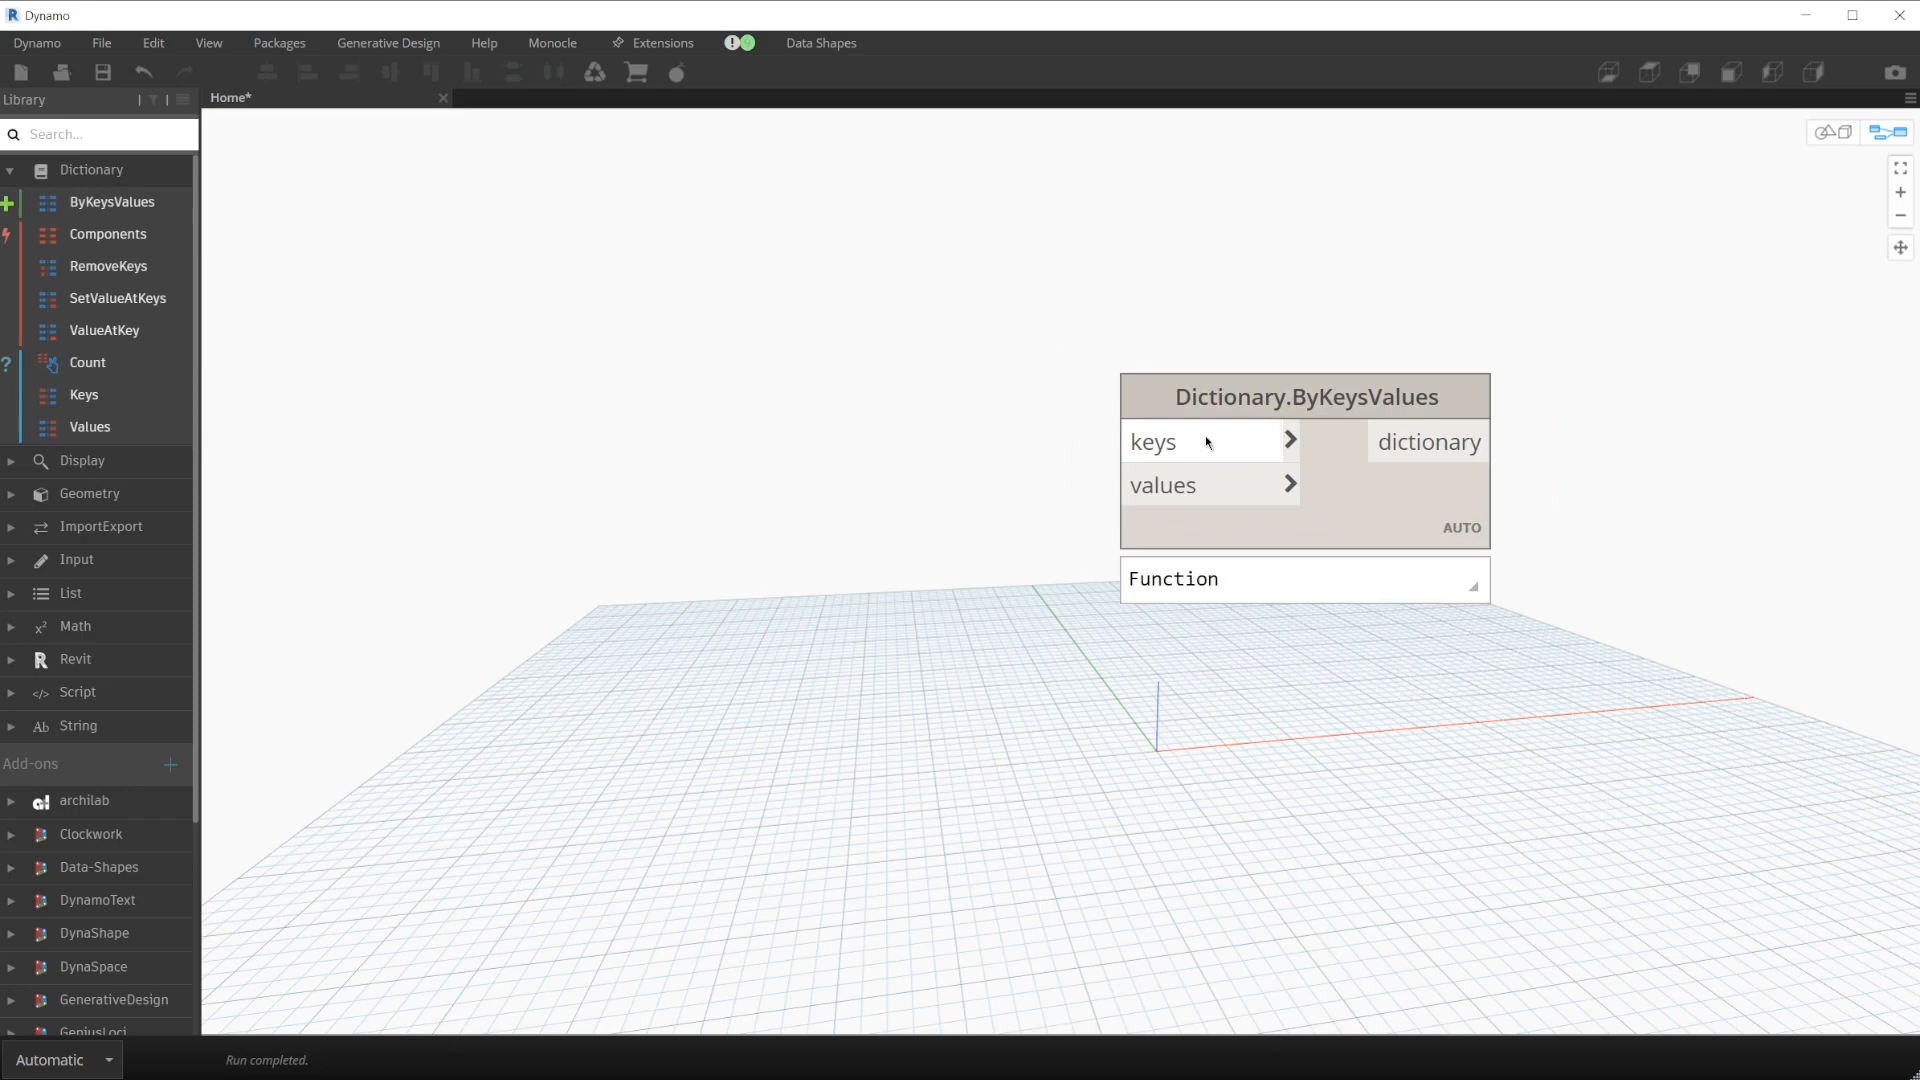 Dynamo
Dynamo File Edit View Packages Generative Design Help Monocle Extensions Data Shapes
Library
Home*
Search...
Dictionary
ByKeysValues
Components
RemoveKeys
SetValueAtKeys
ValueAtKey
Count
Keys
Values
Display
Geometry
ImportExport
Input
List
Math
Revit
Script
String
Add-ons
archilab
Clockwork
Data-Shapes
DynamoText
DynaShape
DynaSpace
GenerativeDesign
GeniusLoci
Dictionary.ByKeysValues
keys
dictionary
values
AUTO
Function
Automatic
Run completed.